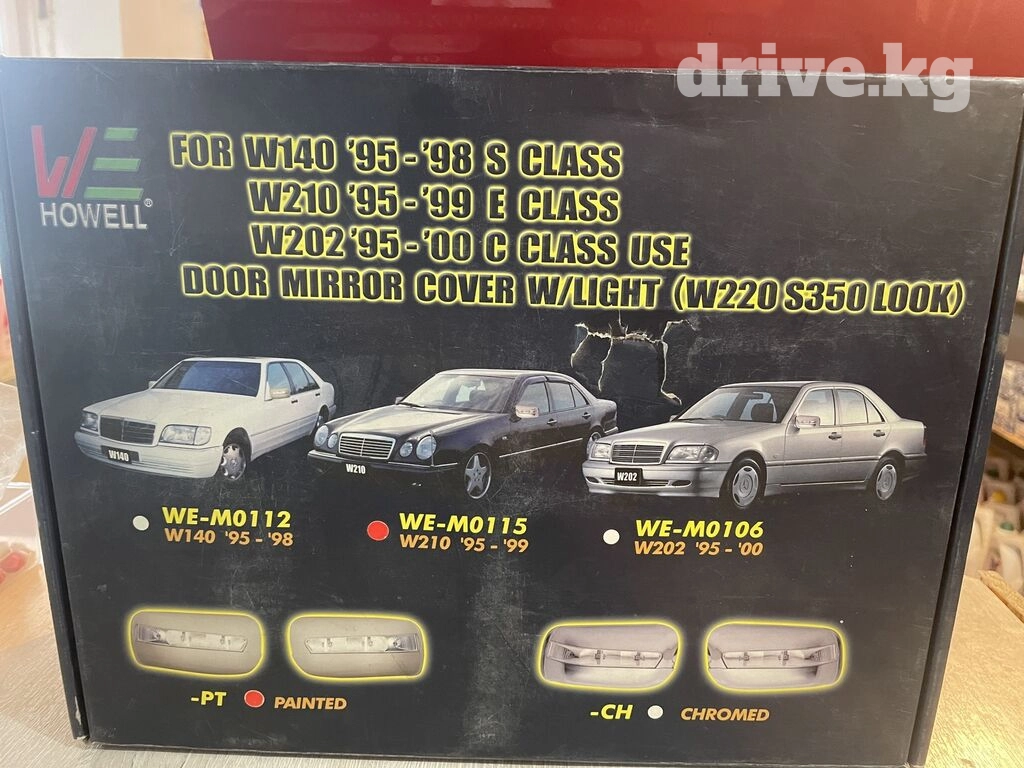 drive.kg
WE
HOWELL®
FOR W140 '95-'98 S CLASS
W210 '95-'99 E CLASS
W202 '95-'00 C CLASS USE
DOOR MIRROR COVER W/LIGHT (W220 S350 LOOK)
W140
W210
W202
WE-M0112
W140 '95 - '98
WE-M0115
W210 '95 - '99
WE-M0106
W202 '95 - '00
-PT PAINTED
-CH CHROMED